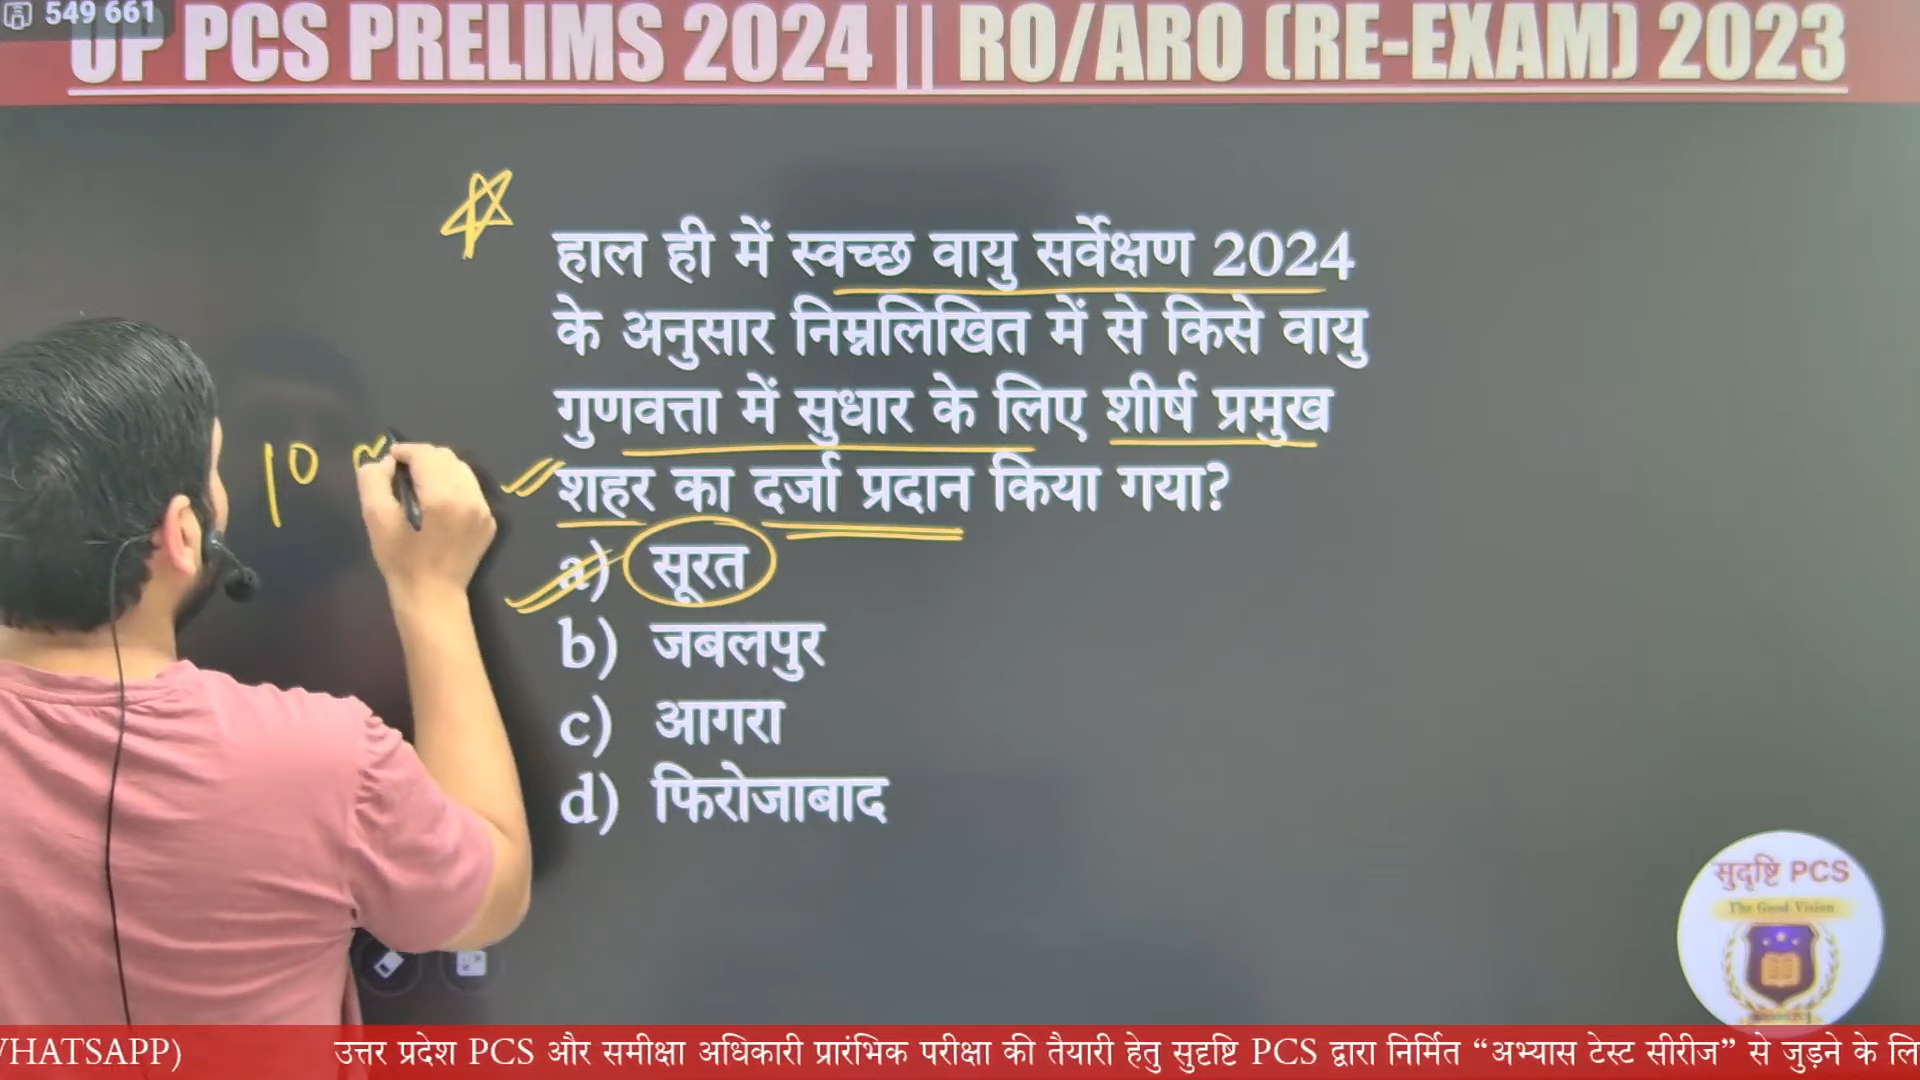 549 661
UP PCS PRELIMS 2024 || RO/ARO (RE-EXAM) 2023
हाल ही में स्वच्छ वायु सर्वेक्षण 2024
के अनुसार निम्नलिखित में से किसे वायु
गुणवत्ता में सुधार के लिए शीर्ष प्रमुख
शहर का दर्जा प्रदान किया गया?
10
a) सूरत
b) जबलपुर
c) आगरा
d) फिरोजाबाद
सुदृष्टि PCS
The Good Vision
WHATSAPP) उत्तर प्रदेश PCS और समीक्षा अधिकारी प्रारंभिक परीक्षा की तैयारी हेतु सुदृष्टि PCS द्वारा निर्मित “अभ्यास टेस्ट सीरीज” से जुड़ने के लि